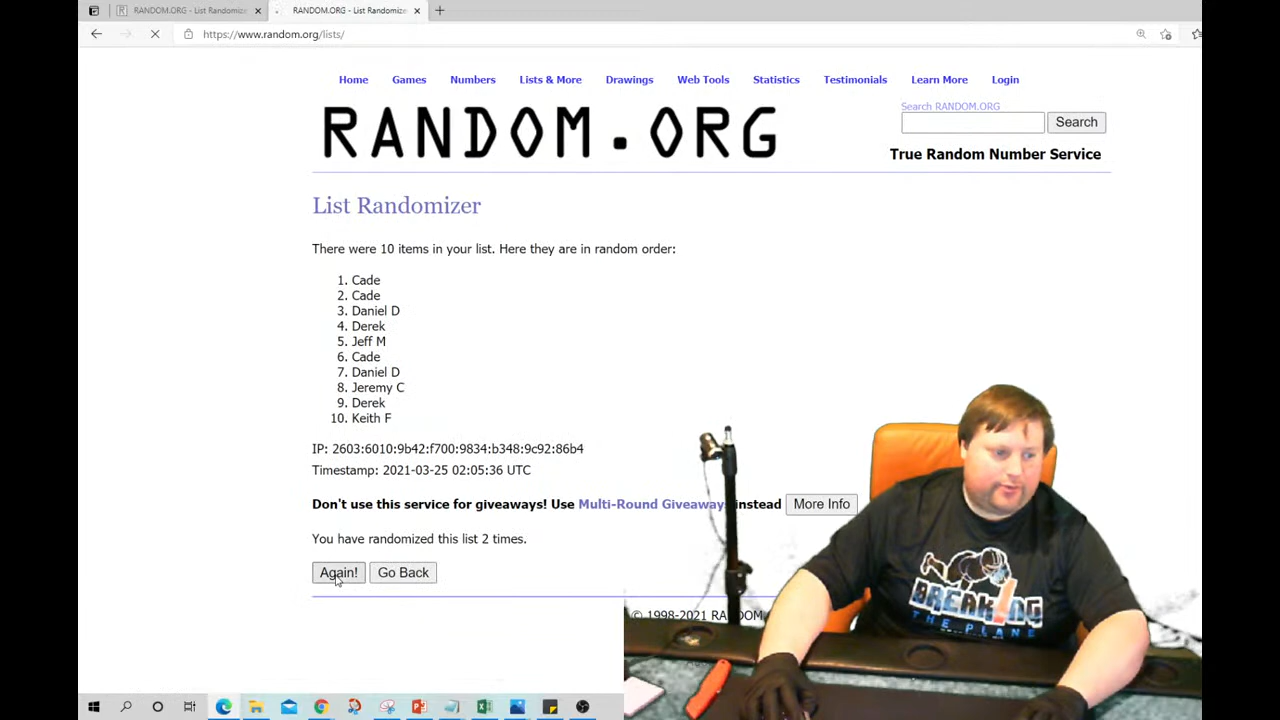 RANDOM.ORG - List Randomizer
RANDOM.ORG - List Randomize
https://www.random.org/lists/
Home Games Numbers Lists & More Drawings Web Tools Statistics Testimonials Learn More Login
RANDOM.ORG
Search RANDOM.ORG
Search
True Random Number Service
List Randomizer
There were 10 items in your list. Here they are in random order:
1. Cade
2. Cade
3. Daniel D
4. Derek
5. Jeff M
6. Cade
7. Daniel D
8. Jeremy C
9. Derek
10. Keith F
IP: 2603:6010:9b42:f700:9834:b348:9c92:86b4
Timestamp: 2021-03-25 02:05:36 UTC
Don't use this service for giveaways! Use Multi-Round Giveaways instead More Info
You have randomized this list 2 times.
Again! Go Back
© 1998-2021 RANDOM.
BREAKING
THE PLANE